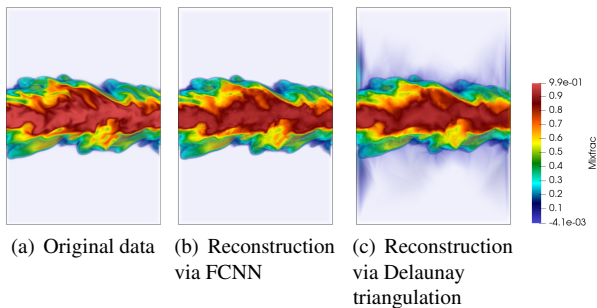 9.9e-01
0.9
0.8
0.7
0.6
0.5
0.4
0.3
0.2
0.1
-4.1e-03
Mixfrac
(a) Original data
(b) Reconstruction
via FCNN
(c) Reconstruction
via Delaunay
triangulation